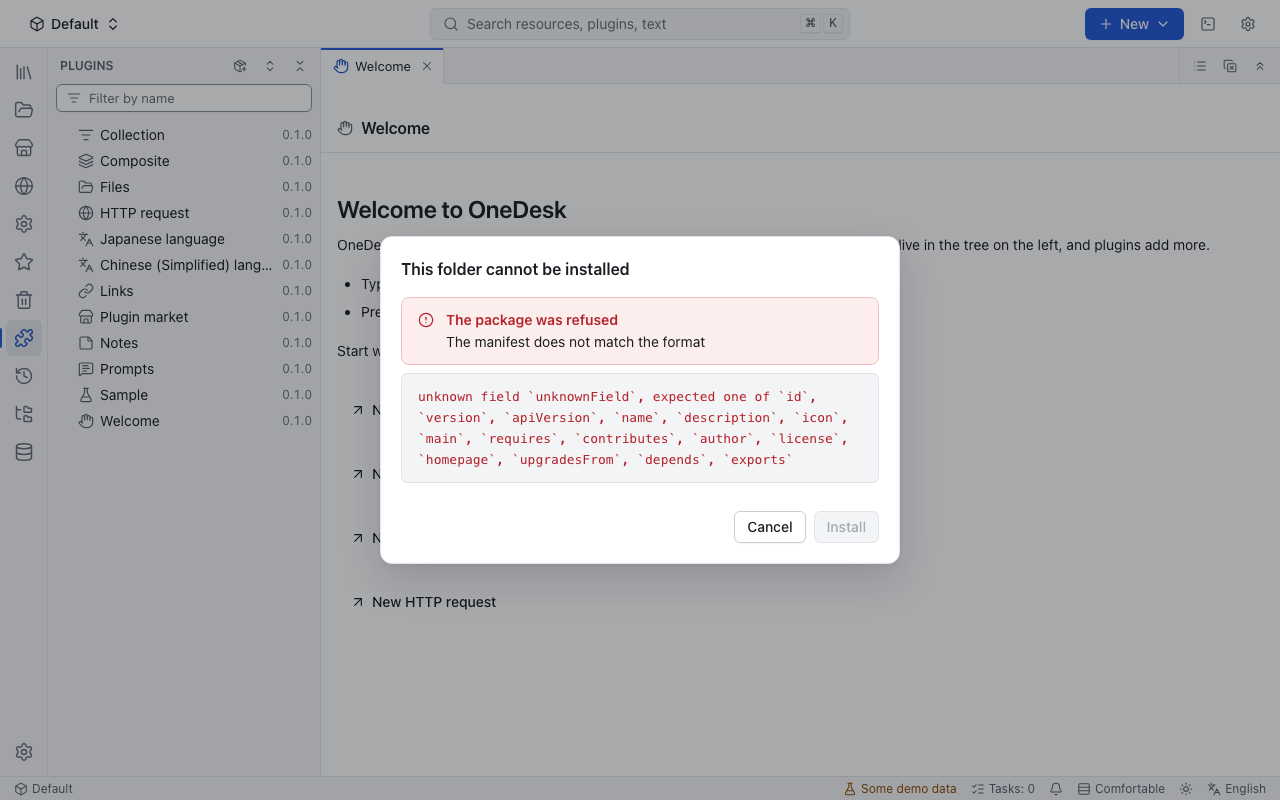 Default
Search resources, plugins, text
⌘ K
New
PLUGINS
Filter by name
Collection 0.1.0
Composite 0.1.0
Files 0.1.0
HTTP request 0.1.0
Japanese language 0.1.0
Chinese (Simplified) lang... 0.1.0
Links 0.1.0
Plugin market 0.1.0
Notes 0.1.0
Prompts 0.1.0
Sample 0.1.0
Welcome 0.1.0
Welcome
Welcome
Welcome to OneDesk
live in the tree on the left, and plugins add more.
Start
This folder cannot be installed
The package was refused
The manifest does not match the format
unknown field `unknownField`, expected one of `id`,
`version`, `apiVersion`, `name`, `description`, `icon`,
`main`, `requires`, `contributes`, `author`, `license`,
`homepage`, `upgradesFrom`, `depends`, `exports`
Cancel
Install
New HTTP request
Default
Some demo data
Tasks: 0
Comfortable
English